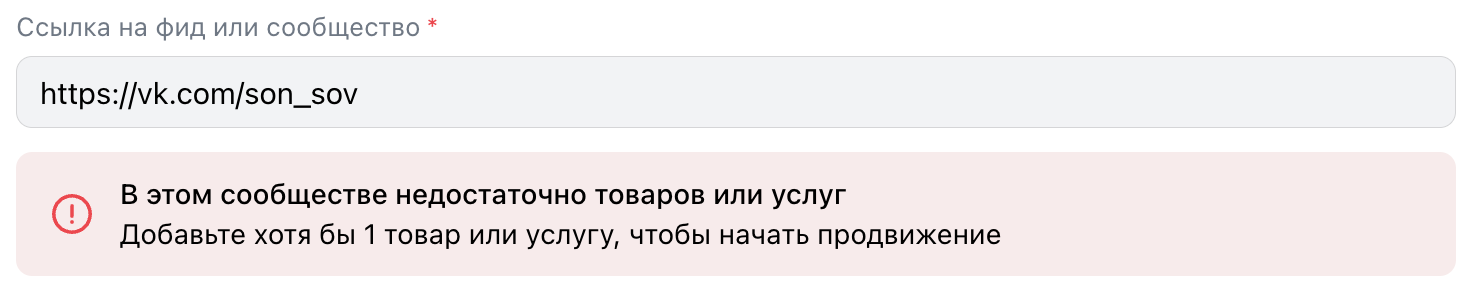 Ссылка на фид или сообщество *
https://vk.com/son_sov
В этом сообществе недостаточно товаров или услуг
Добавьте хотя бы 1 товар или услугу, чтобы начать продвижение